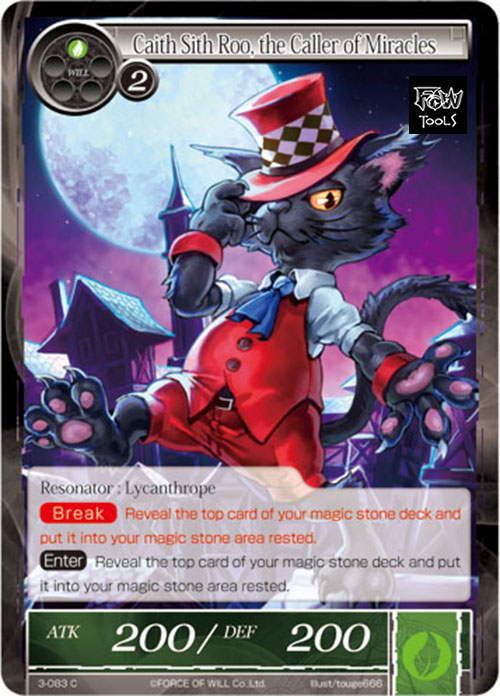 Caith Sith Roo, the Caller of Miracles
WILL
2
FOW
TOOLS
Resonator : Lycanthrope
Break Reveal the top card of your magic stone deck and
put it into your magic stone area rested.
Enter Reveal the top card of your magic stone deck and put
it into your magic stone area rested.
ATK 200/ DEF 200
3-083 C ©FORCE OF WILL Co.,Ltd. Illust/touge666